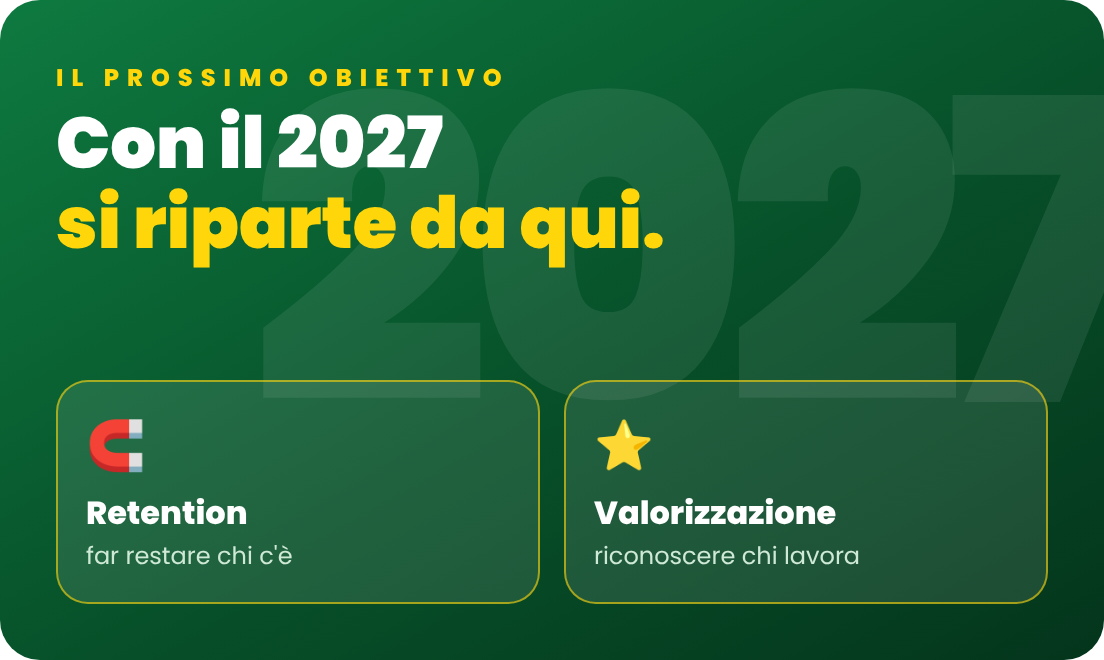 IL PROSSIMO OBIETTIVO
Con il 2027
si riparte da qui.
2027
Retention
far restare chi c'è
Valorizzazione
riconoscere chi lavora